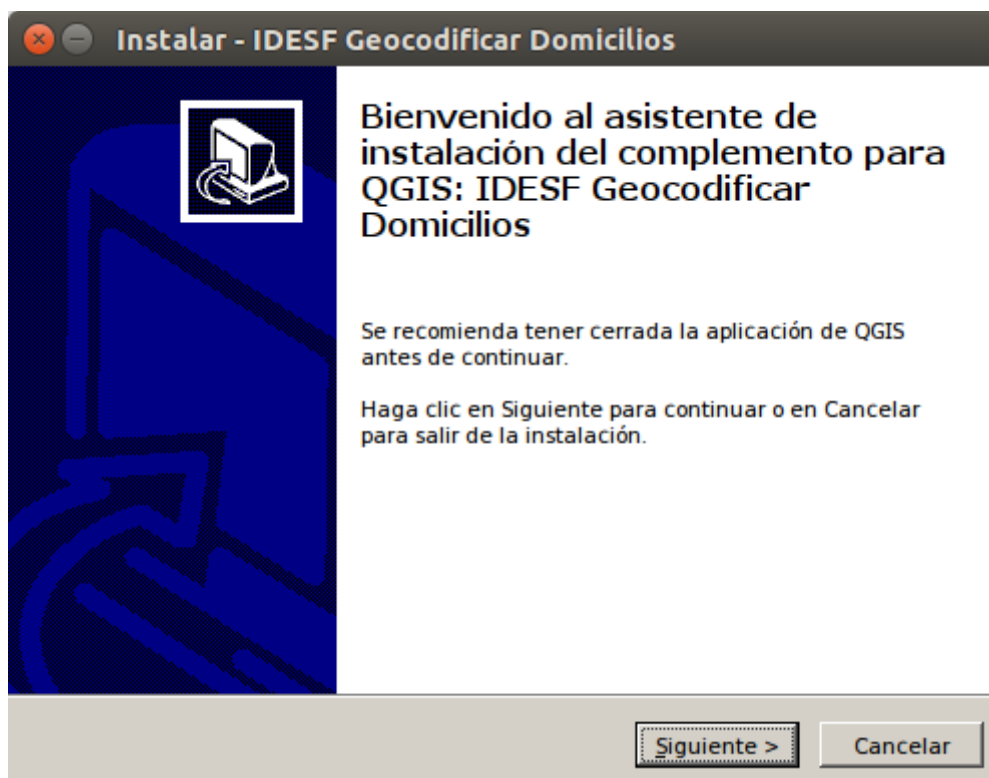 Instalar - IDESF Geocodificar Domicilios
Bienvenido al asistente de
instalación del complemento para
QGIS: IDESF Geocodificar
Domicilios
Se recomienda tener cerrada la aplicación de QGIS
antes de continuar.
Haga clic en Siguiente para continuar o en Cancelar
para salir de la instalación.
Siguiente >
Cancelar